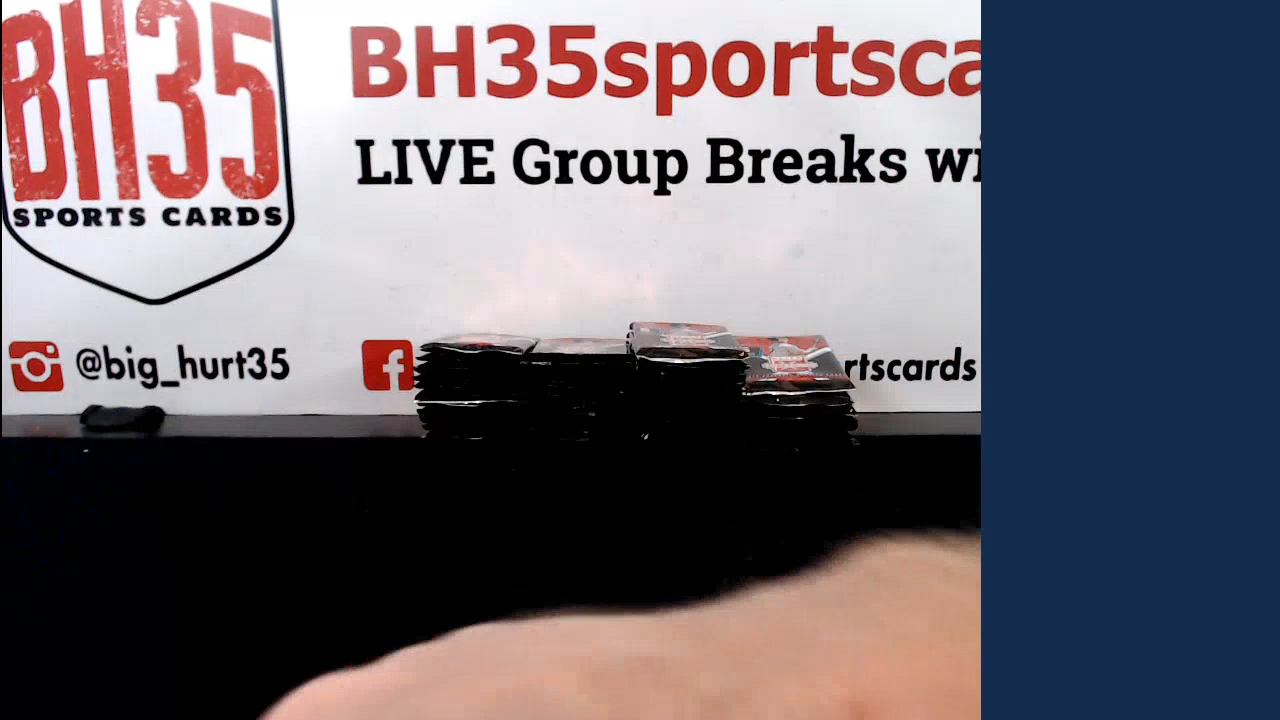 BH35
SPORTS CARDS
BH35sportsca
LIVE Group Breaks wi
@big_hurt35
rtscards